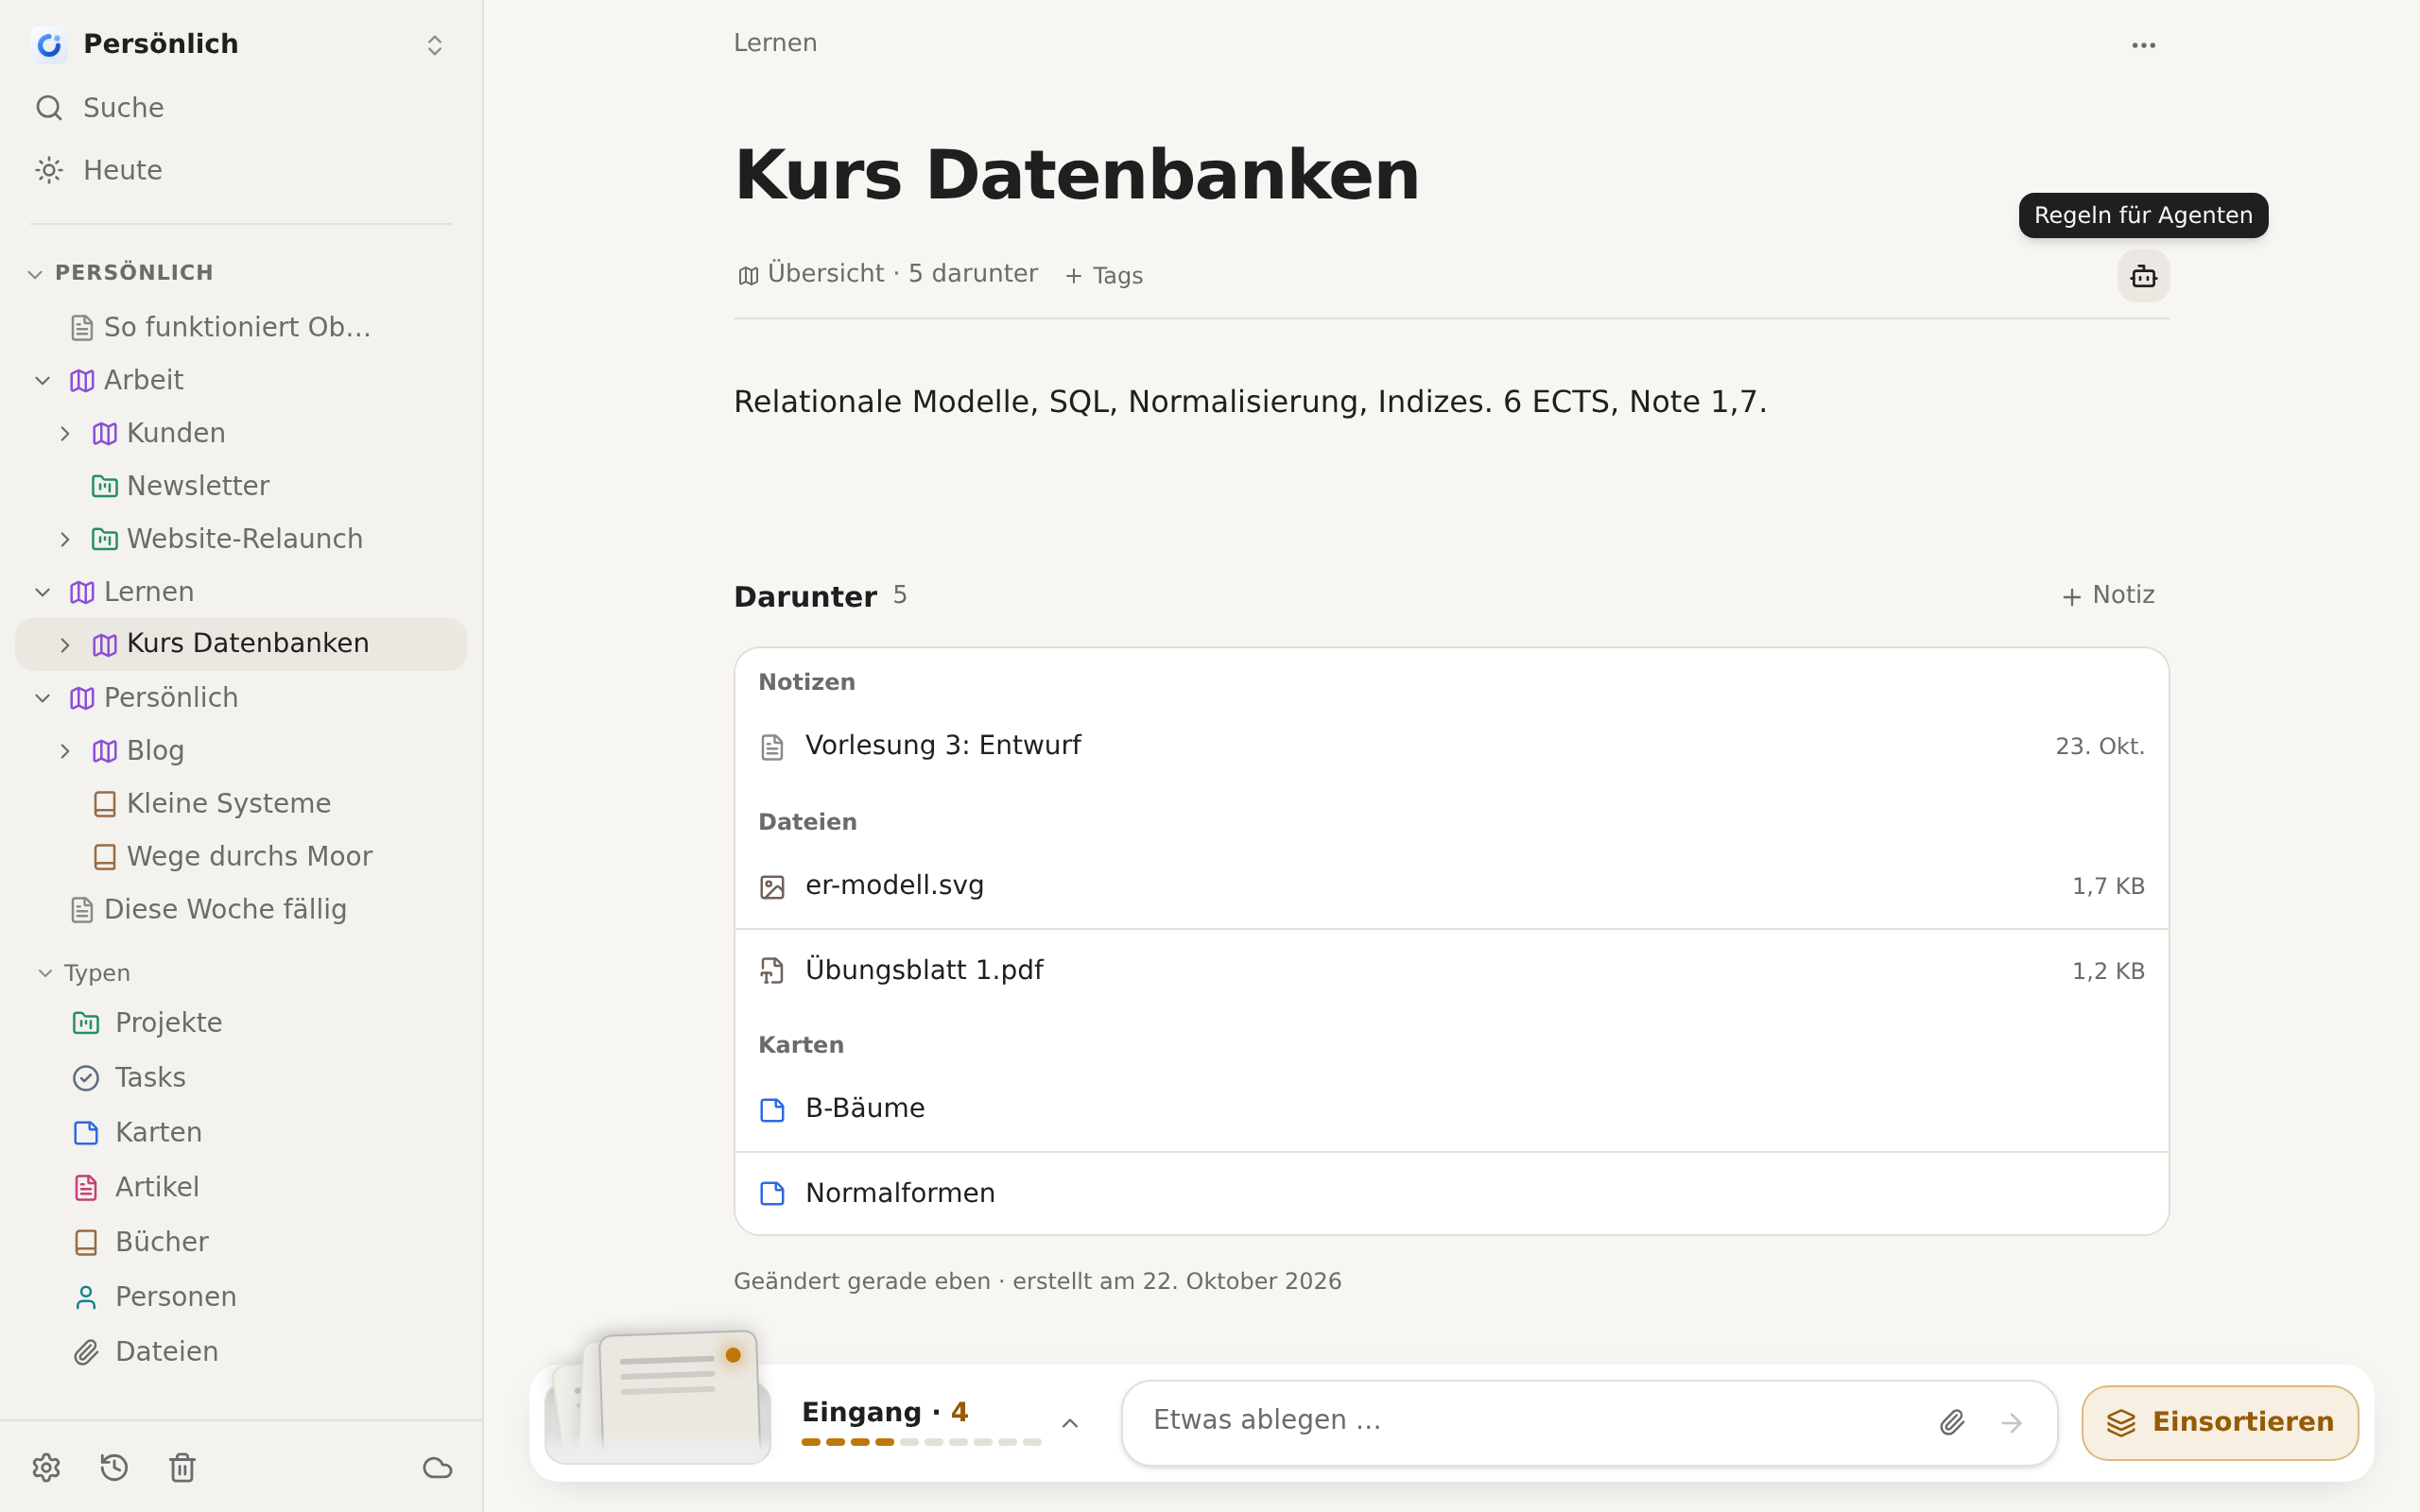 Persönlich
Suche
Heute
PERSÖNLICH
So funktioniert Ob…
Arbeit
Kunden
Newsletter
Website-Relaunch
Lernen
Kurs Datenbanken
Persönlich
Blog
Kleine Systeme
Wege durchs Moor
Diese Woche fällig
Typen
Projekte
Tasks
Karten
Artikel
Bücher
Personen
Dateien
Lernen
Kurs Datenbanken
Regeln für Agenten
Übersicht · 5 darunter + Tags
Relationale Modelle, SQL, Normalisierung, Indizes. 6 ECTS, Note 1,7.
Darunter 5 + Notiz
Notizen
Vorlesung 3: Entwurf 23. Okt.
Dateien
er-modell.svg 1,7 KB
Übungsblatt 1.pdf 1,2 KB
Karten
B-Bäume
Normalformen
Geändert gerade eben · erstellt am 22. Oktober 2026
Eingang · 4
Etwas ablegen …
Einsortieren